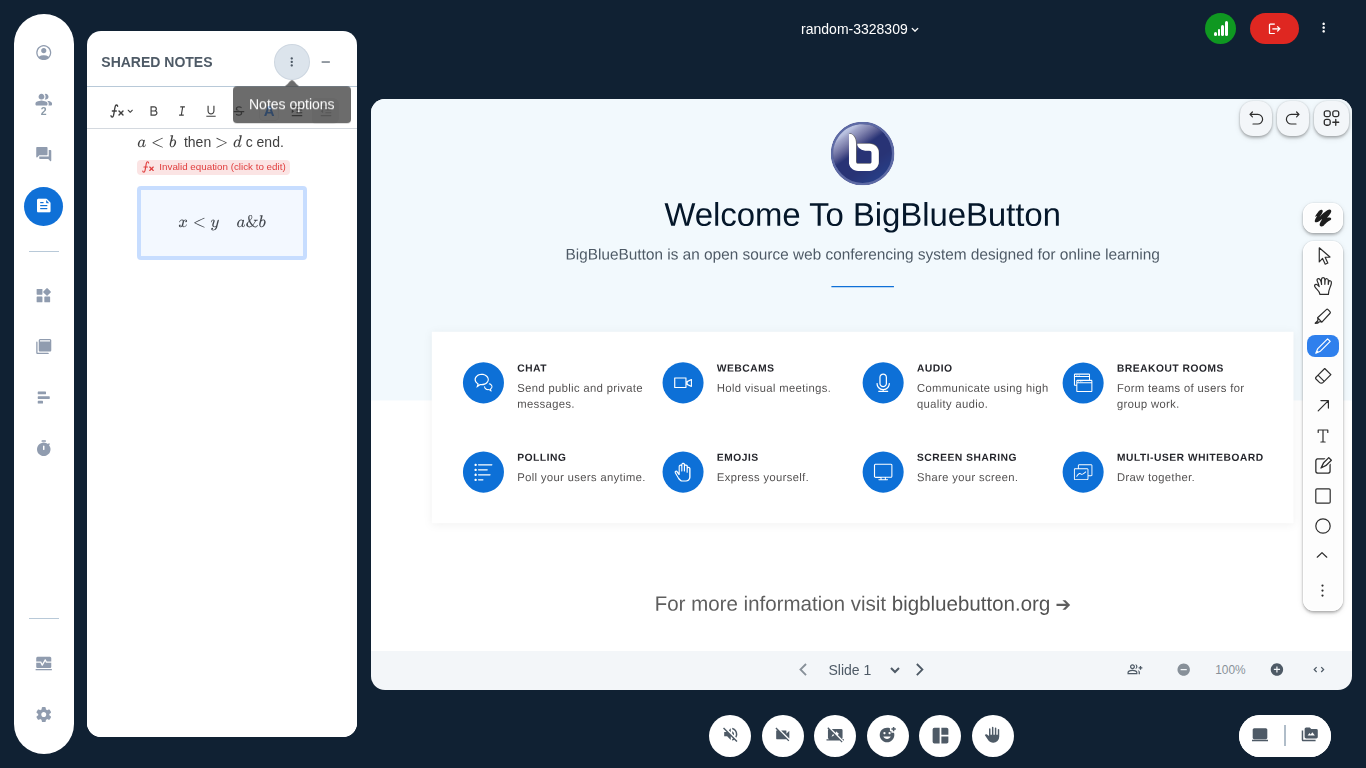 random-3328309
2
SHARED NOTES
Notes options
fx B I U S A
a < b then > d c end.
fx Invalid equation (click to edit)
x < y a&b
b
Welcome To BigBlueButton
BigBlueButton is an open source web conferencing system designed for online learning
CHAT
Send public and private
messages.
WEBCAMS
Hold visual meetings.
AUDIO
Communicate using high
quality audio.
BREAKOUT ROOMS
Form teams of users for
group work.
POLLING
Poll your users anytime.
EMOJIS
Express yourself.
SCREEN SHARING
Share your screen.
MULTI-USER WHITEBOARD
Draw together.
For more information visit bigbluebutton.org ➔
Slide 1
100%